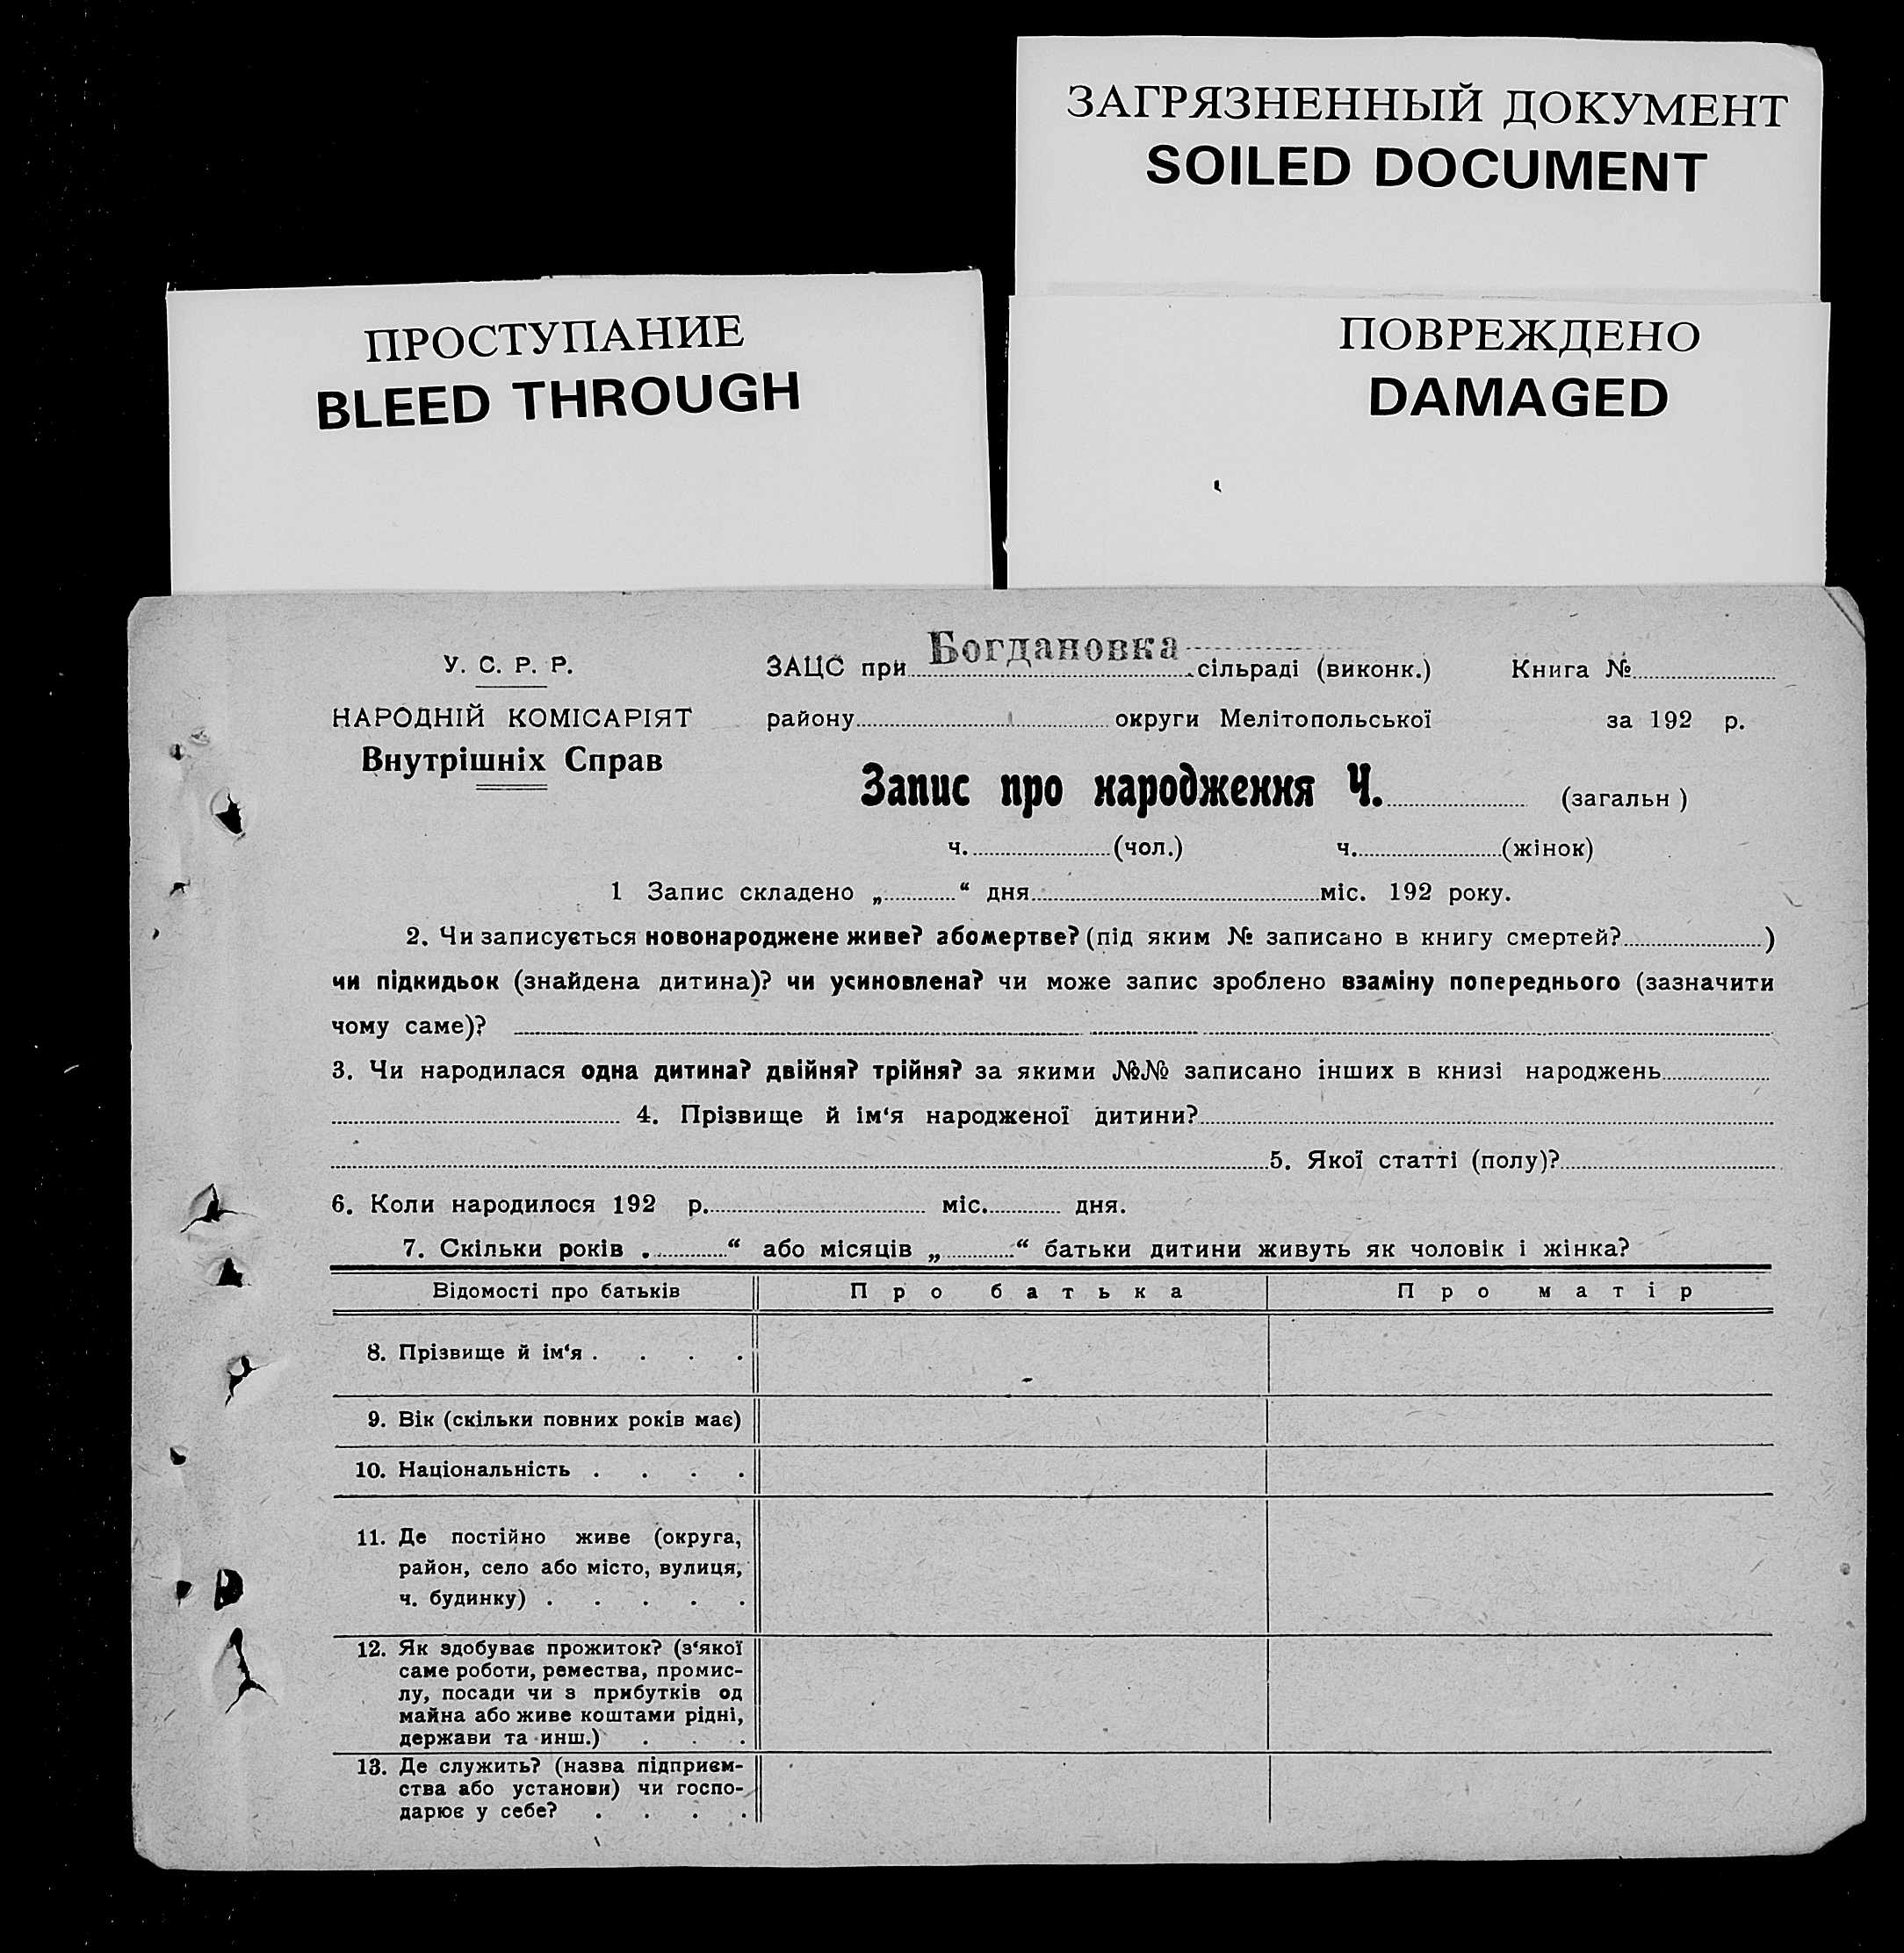 ЗАГРЯЗНЕННЫЙ ДОКУМЕНТ
SOILED DOCUMENT
ПРОСТУПАНИЕ
BLEED THROUGH
ПОВРЕЖДЕНО
DAMAGED
У. С. Р. Р.
НАРОДНІЙ КОМІСАРІЯТ
Внутрішніх Справ
ЗАЦС при Богдановка сільраді (виконк.) Книга №
району округи Мелітопольської за 192 р.
Запис про народження Ч. (загальн )
ч. (чол.) ч. (жінок)
1 Запис складено „ “ дня міс. 192 року.
2. Чи записується новонароджене живе? або мертве? (під яким № записано в книгу смертей? )
чи підкидьок (знайдена дитина)? чи усиновлена? чи може запис зроблено взаміну попереднього (зазначити
чому саме)?
3. Чи народилася одна дитина? двійня? трійня? за якими №№ записано інших в книзі народжень
4. Прізвище й ім‘я народженої дитини?
5. Якої статті (полу)?
6. Коли народилося 192 р. міс. дня.
7. Скільки років „ “ або місяців „ “ батьки дитини живуть як чоловік і жінка?
Відомості про батьків Про батька Про матір
8. Прізвище й ім‘я . . . .
9. Вік (скільки повних років має)
10. Національність . . . .
11. Де постійно живе (округа,
район, село або місто, вулиця,
ч. будинку) . . . . .
12. Як здобуває прожиток? (з‘якої
саме роботи, ремества, промис-
лу, посади чи з прибутків од
майна або живе коштами рідні,
держави та инш.) . . .
13. Де служить? (назва підприєм-
ства або установи) чи госпо-
дарює у себе? . . . .